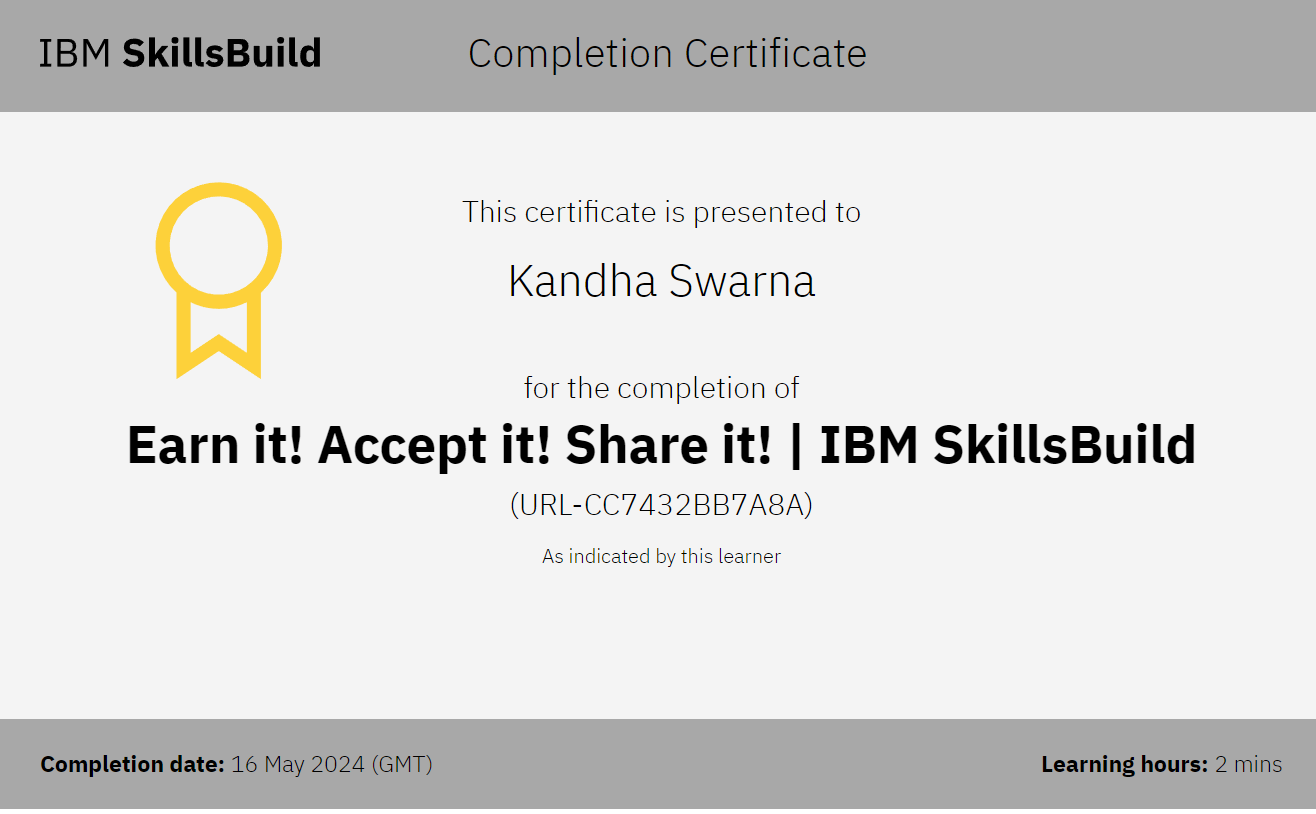 IBM SkillsBuild
Completion Certificate
This certificate is presented to
Kandha Swarna
for the completion of
Earn it! Accept it! Share it! | IBM SkillsBuild
(URL-CC7432BB7A8A)
As indicated by this learner
Completion date: 16 May 2024 (GMT)
Learning hours: 2 mins